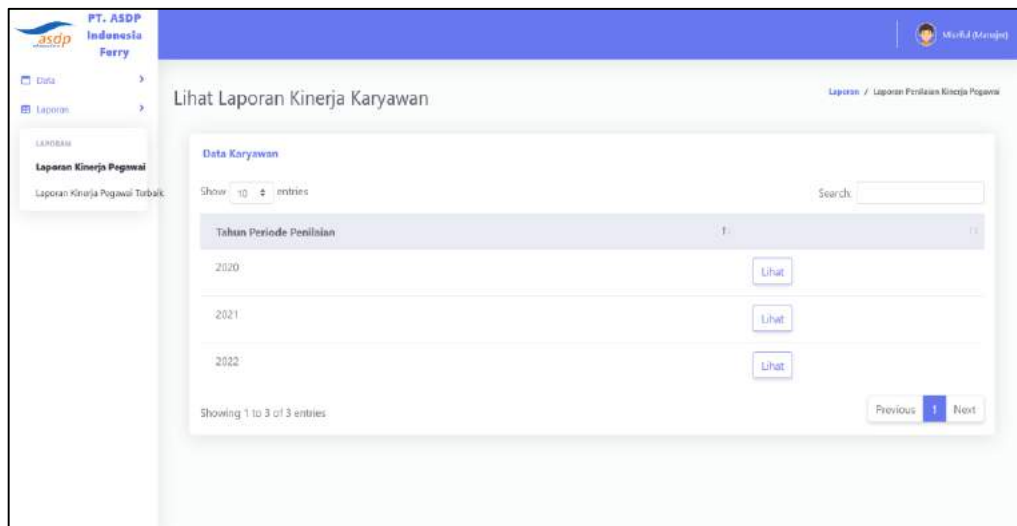 asdp
PT. ASDP
Indonesia
Ferry
(Manajer)
Data
Laporan
LAPORAN
Laporan Kinerja Pegawai
Laporan Kinerja Pegawai Terbaik
Lihat Laporan Kinerja Karyawan
Laporan / Laporan Penilaian Kinerja Pegawai
Data Karyawan
Show 10 entries
Search:
Tahun Periode Penilaian
2020 Lihat
2021 Lihat
2022 Lihat
Showing 1 to 3 of 3 entries
Previous 1 Next